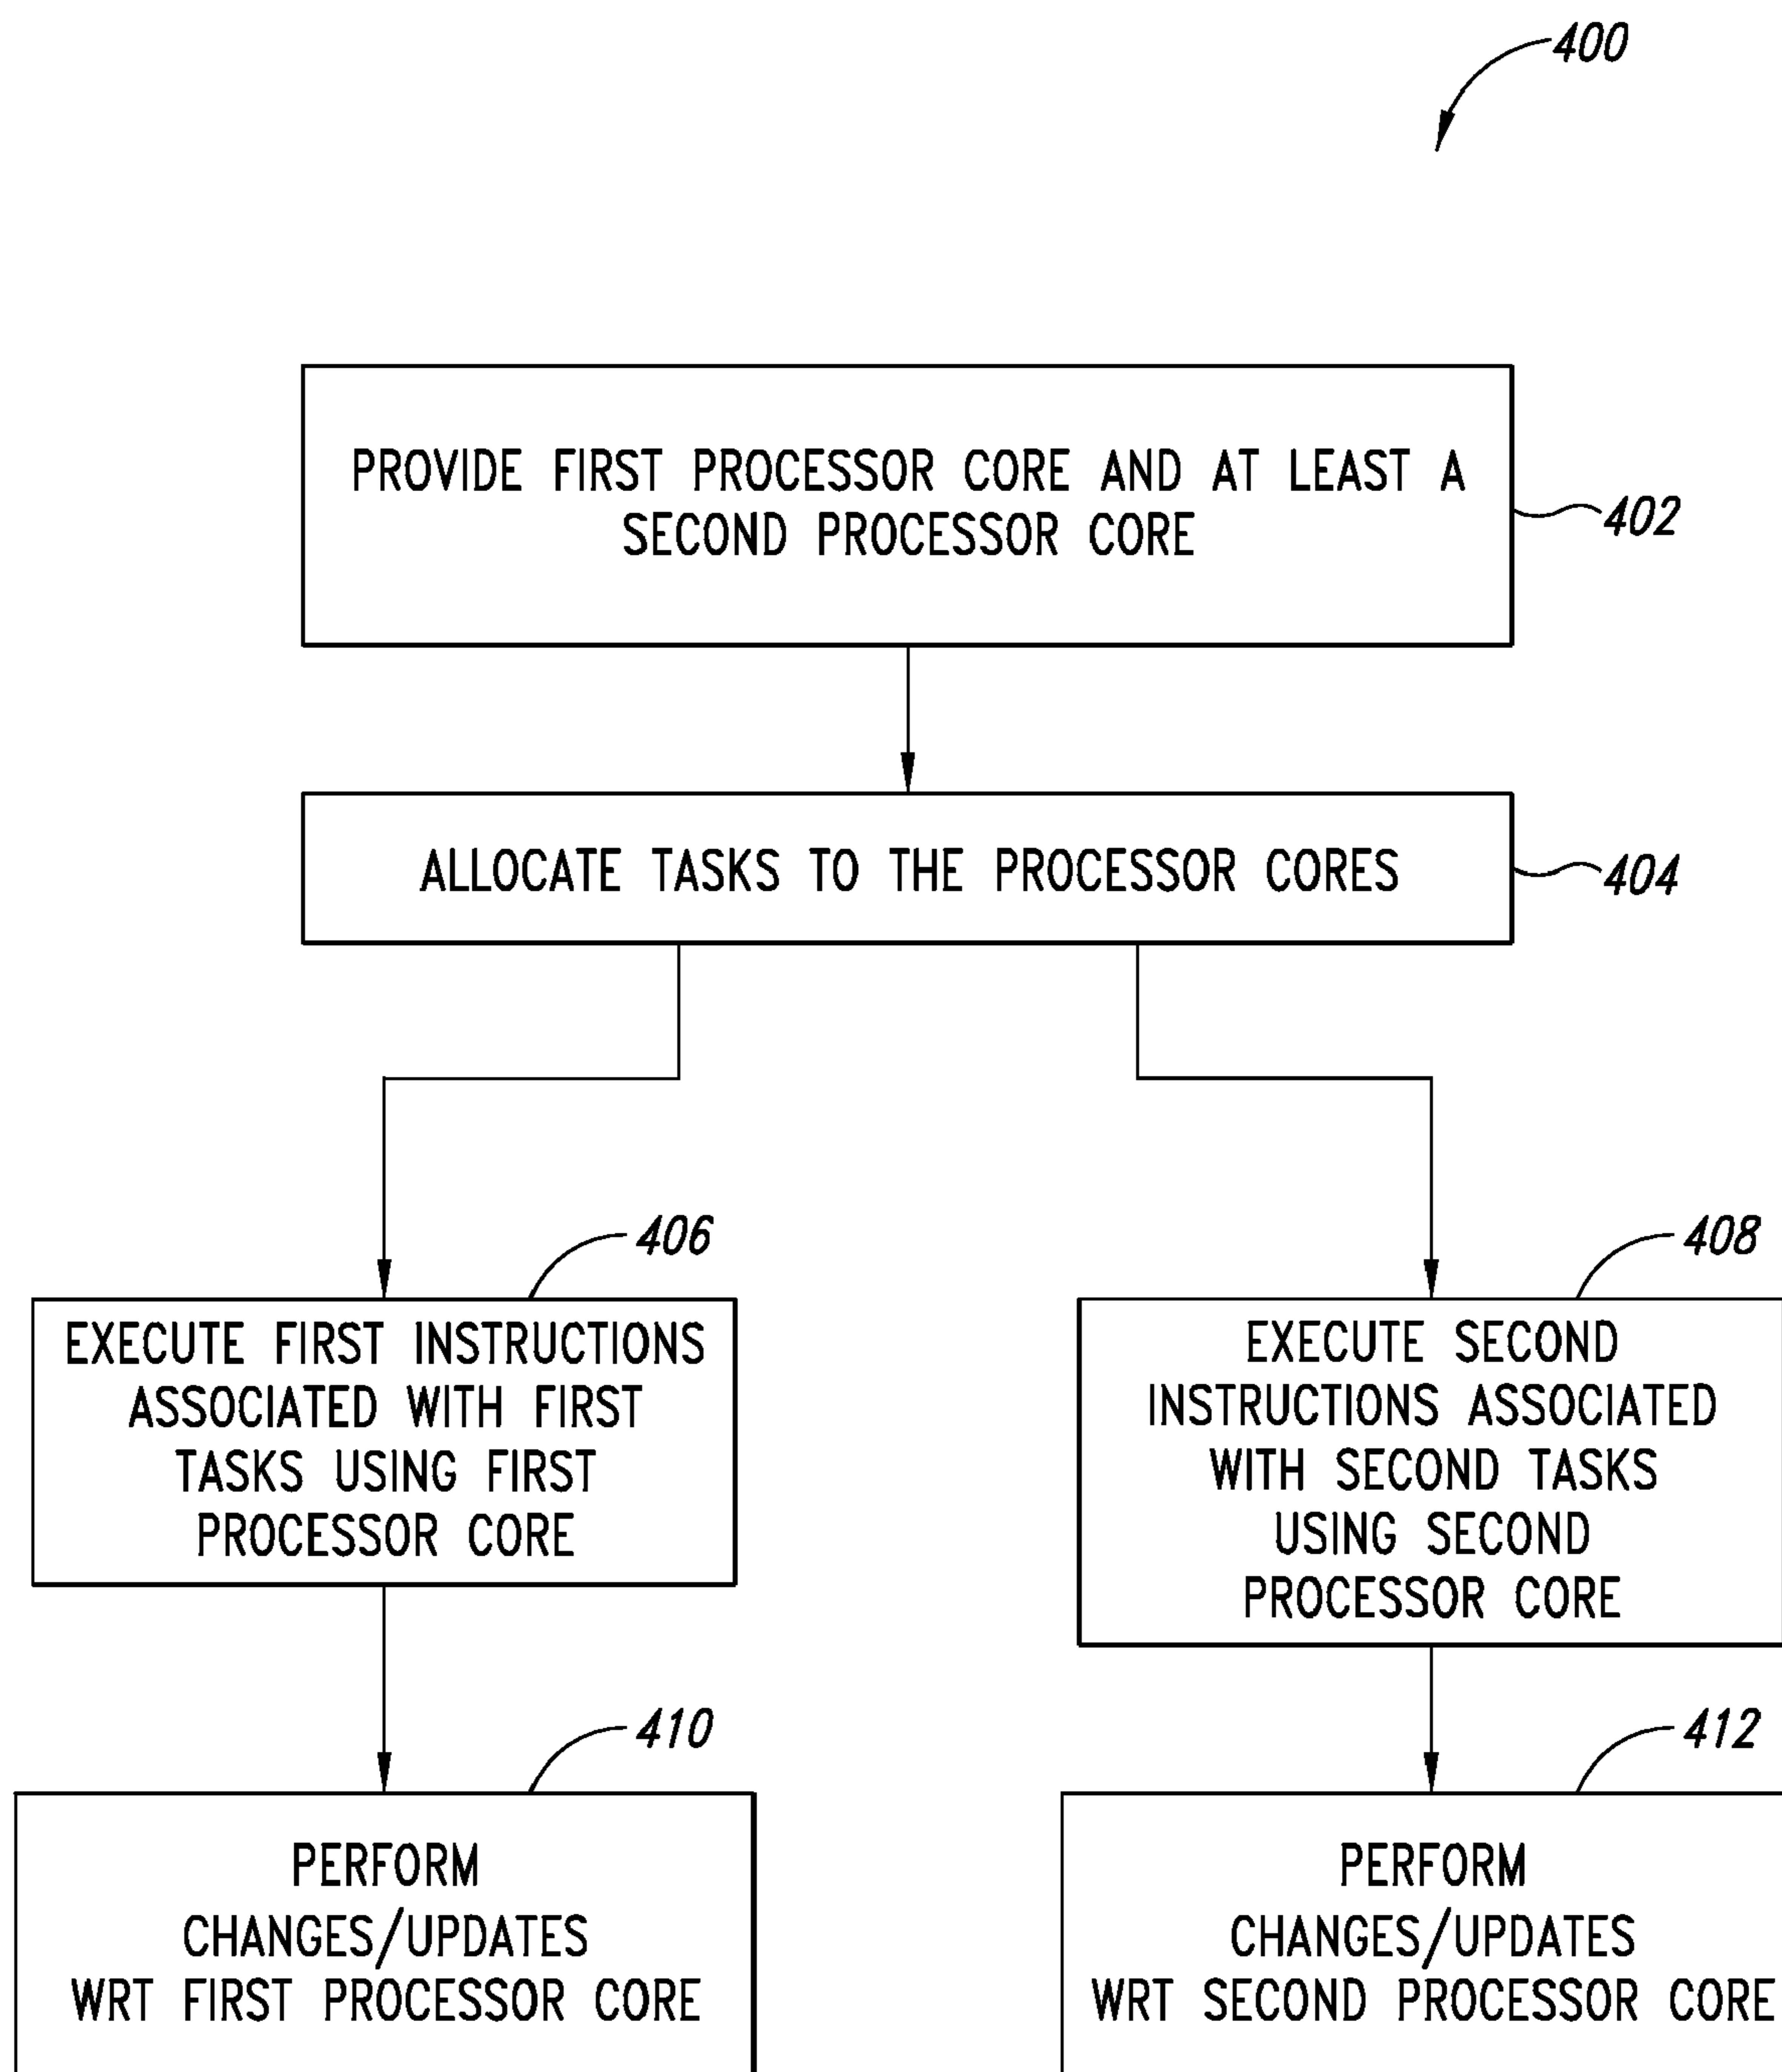 400
PROVIDE FIRST PROCESSOR CORE AND AT LEAST A
SECOND PROCESSOR CORE
402
ALLOCATE TASKS TO THE PROCESSOR CORES
404
406
EXECUTE FIRST INSTRUCTIONS
ASSOCIATED WITH FIRST
TASKS USING FIRST
PROCESSOR CORE
408
EXECUTE SECOND
INSTRUCTIONS ASSOCIATED
WITH SECOND TASKS
USING SECOND
PROCESSOR CORE
410
PERFORM
CHANGES/UPDATES
WRT FIRST PROCESSOR CORE
412
PERFORM
CHANGES/UPDATES
WRT SECOND PROCESSOR CORE